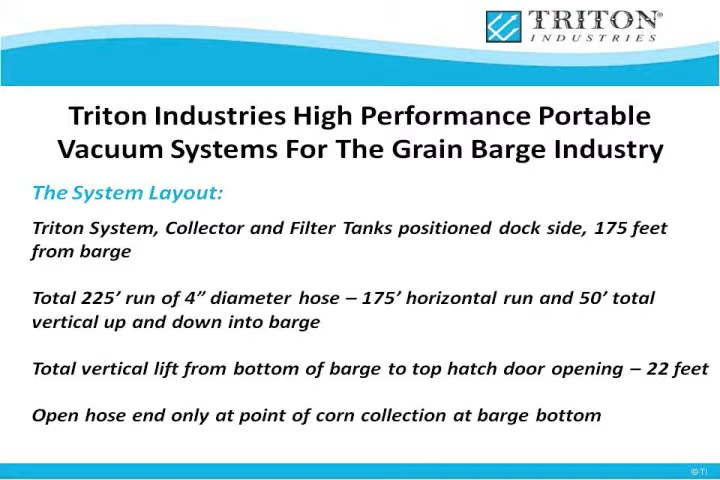 TRITON®
INDUSTRIES
Triton Industries High Performance Portable
Vacuum Systems For The Grain Barge Industry
The System Layout:
Triton System, Collector and Filter Tanks positioned dock side, 175 feet
from barge
Total 225’ run of 4” diameter hose – 175’ horizontal run and 50’ total
vertical up and down into barge
Total vertical lift from bottom of barge to top hatch door opening – 22 feet
Open hose end only at point of corn collection at barge bottom
© TI